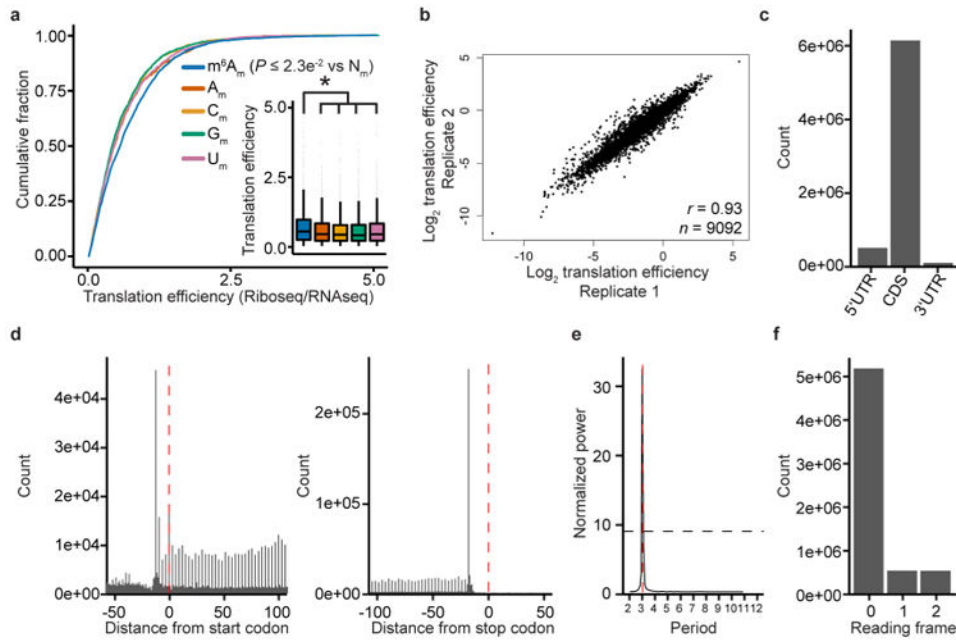 a
1.00
0.75
0.50
0.25
0.00
Cumulative fraction
m⁶Aₘ (P ≤ 2.3e⁻² vs Nₘ)
Aₘ
Cₘ
Gₘ
Uₘ
*
5.0
2.5
0.0
Translation efficiency
0.0 2.5 5.0
Translation efficiency (Riboseq/RNAseq)
b
Log₂ translation efficiency
Replicate 2
0
-5
-10
r = 0.93
n = 9092
-10 -5 0 5
Log₂ translation efficiency
Replicate 1
c
6e+06
4e+06
2e+06
0e+00
Count
5'UTR CDS 3'UTR
d
4e+04
3e+04
2e+04
1e+04
0e+00
Count
-50 0 50 100
Distance from start codon
2e+05
1e+05
0e+00
Count
-100 -50 0 50
Distance from stop codon
e
30
20
10
0
Normalized power
2 3 4 5 6 7 8 9 10 11 12
Period
f
5e+06
4e+06
3e+06
2e+06
1e+06
0e+00
Count
0 1 2
Reading frame